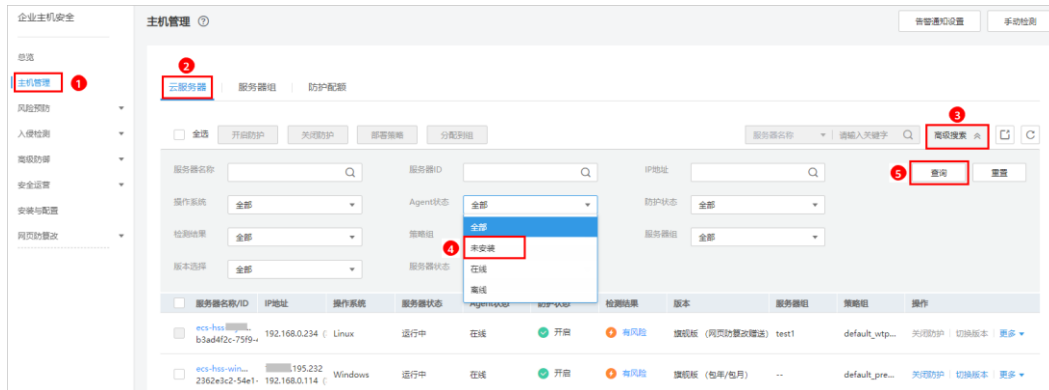 企业主机安全
总览
主机管理 1
风险预防
入侵检测
高级防御
安全运营
安装与配置
网页防篡改
主机管理 ?
告警通知设置 手动检测
2
云服务器 服务器组 防护配额
3
全选 开启防护 关闭防护 部署策略 分配到组 服务器名称 请输入关键字 高级搜索
服务器名称 服务器ID IP地址 5 查询 重置
操作系统 全部 Agent状态 全部 防护状态 全部
检测结果 全部 策略组 服务器组 全部
版本选择 全部 服务器状态
全部
4 未安装
在线
离线
服务器名称/ID IP地址 操作系统 服务器状态 Agent状态 防护状态 检测结果 版本 服务器组 策略组 操作
ecs-hss
b3ad4f2c-75f9- 192.168.0.234 ( Linux 运行中 在线 开启 有风险 旗舰版 (网页防篡改赠送) test1 default_wtp... 关闭防护 切换版本 更多
ecs-hss-win... .195.232
2362e3c2-54e1- 192.168.0.114 ( Windows 运行中 在线 开启 有风险 旗舰版 (包年/包月) -- default_pre... 关闭防护 切换版本 更多